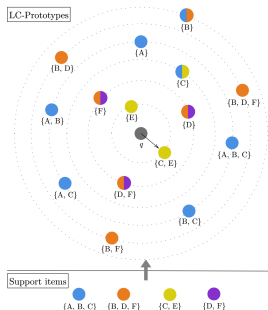 LC-Prototypes
{B}
{A}
{B, D}
{C}
{B, D, F}
{F}
{E}
{A, B}
{D}
q
{A, B, C}
{C, E}
{A, C}
{D, F}
{B, C}
{B, F}
Support items
{A, B, C} {B, D, F} {C, E} {D, F}